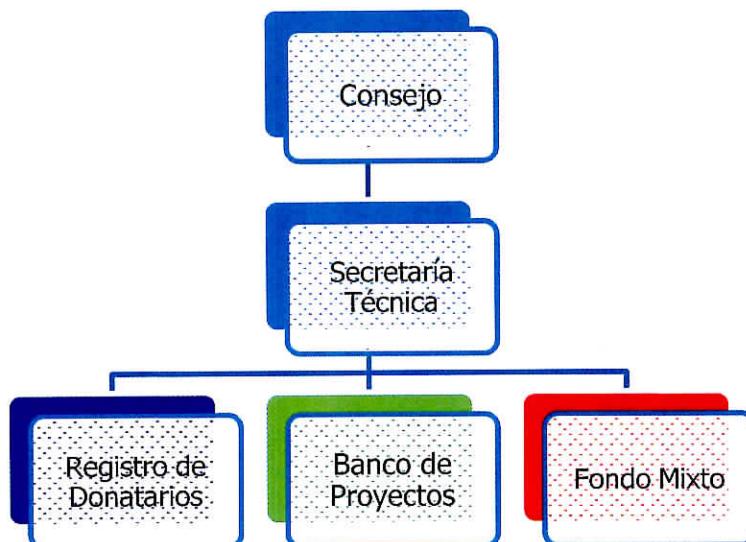 Consejo
Secretaría
Técnica
Registro de
Donatarios
Banco de
Proyectos
Fondo Mixto